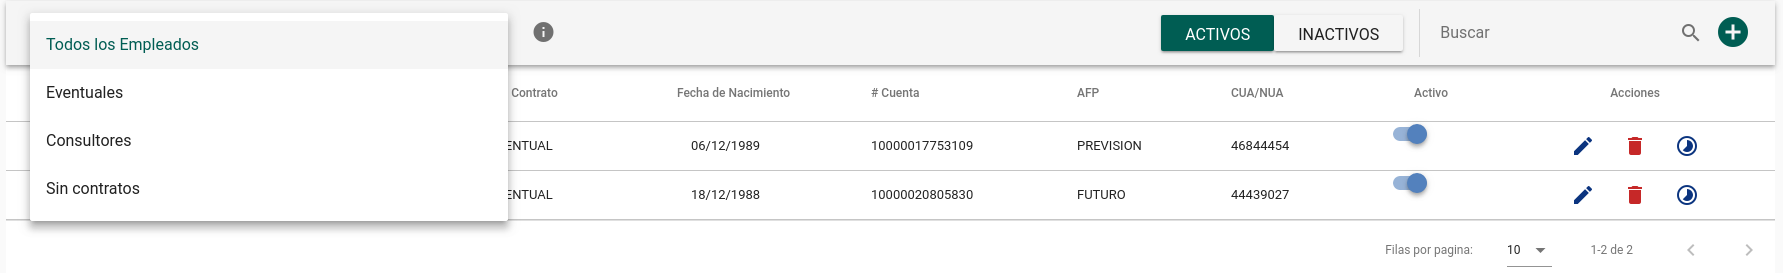 Todos los Empleados
Eventuales
Consultores
Sin contratos
ACTIVOS INACTIVOS Buscar
Contrato Fecha de Nacimiento # Cuenta AFP CUA/NUA Activo Acciones
ENTUAL 06/12/1989 10000017753109 PREVISION 46844454
ENTUAL 18/12/1988 10000020805830 FUTURO 44439027
Filas por pagina: 10 1-2 de 2